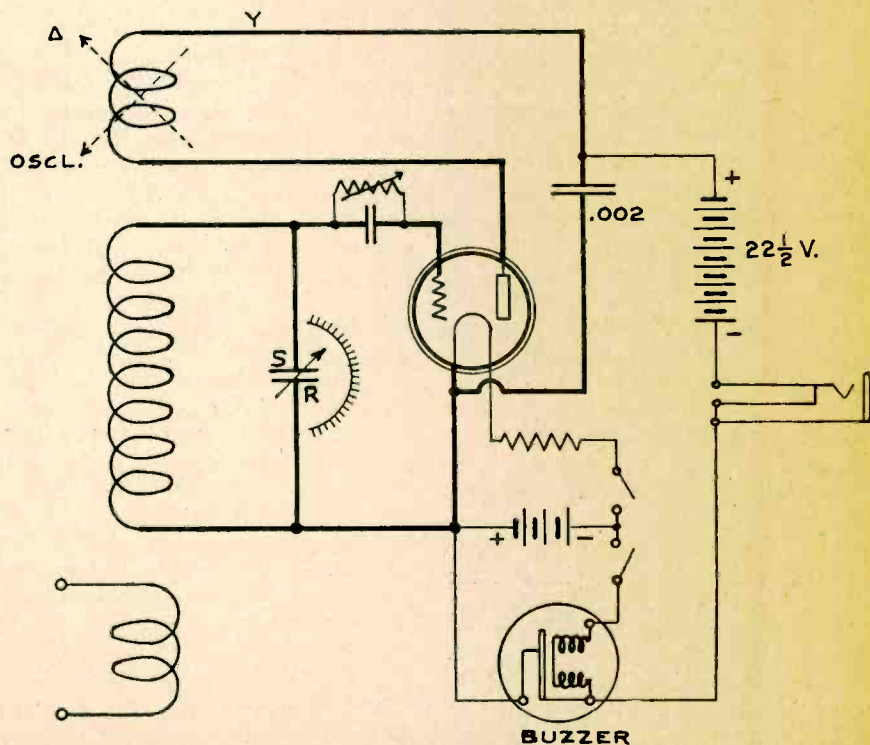 Y
Δ
OSCL.
+
.002
22½ V.
-
S
R
+ -
BUZZER